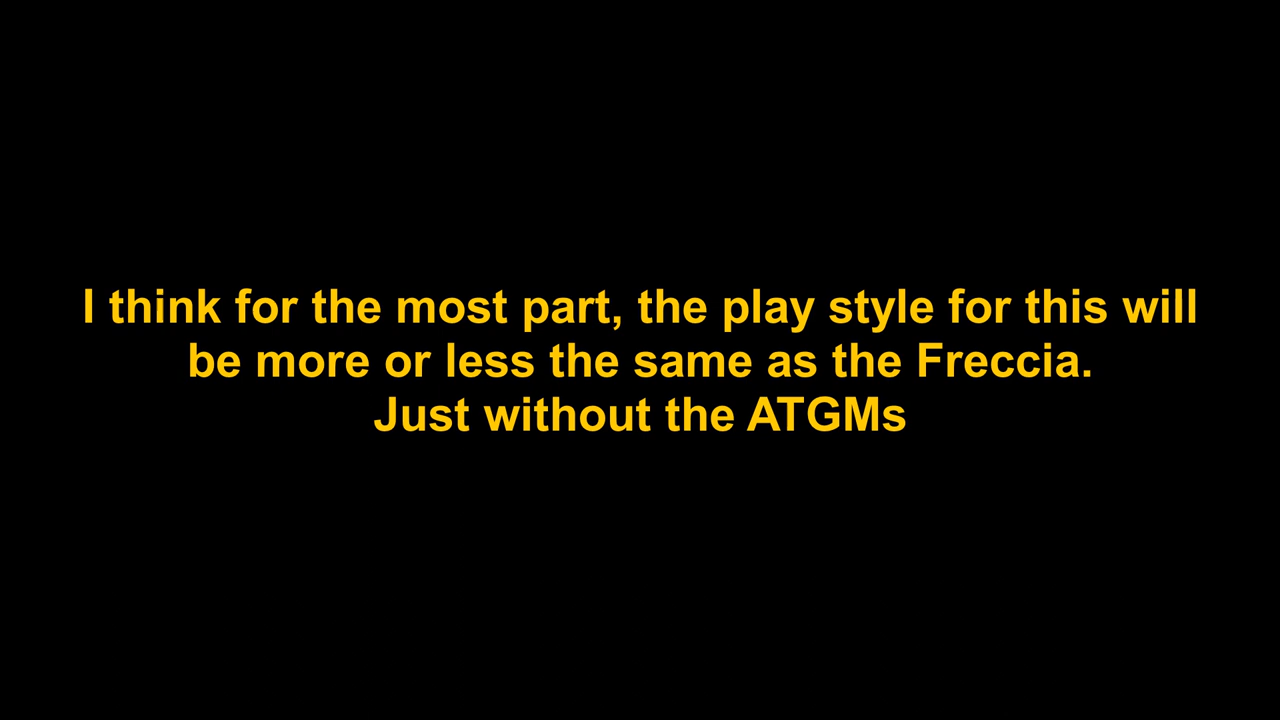 I think for the most part, the play style for this will
be more or less the same as the Freccia.
Just without the ATGMs